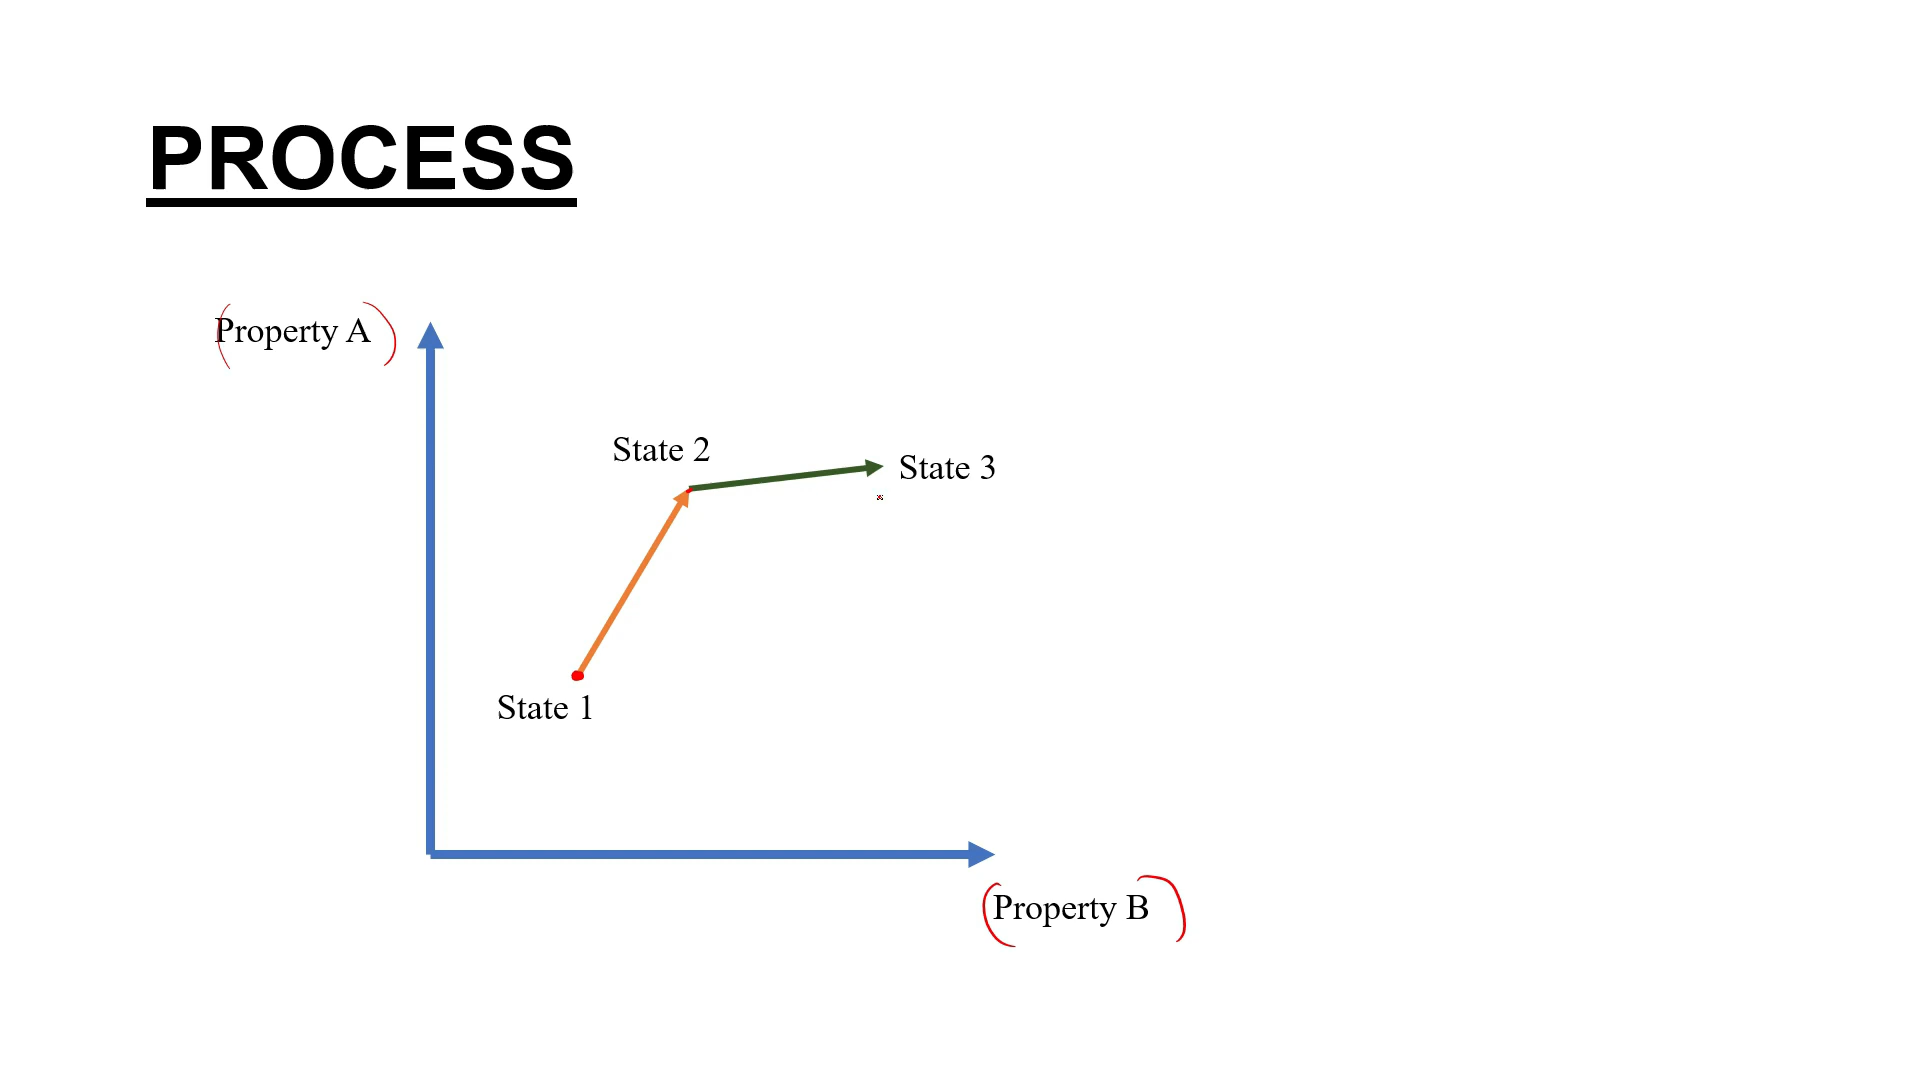 PROCESS
Property A
State 2
State 3
State 1
Property B